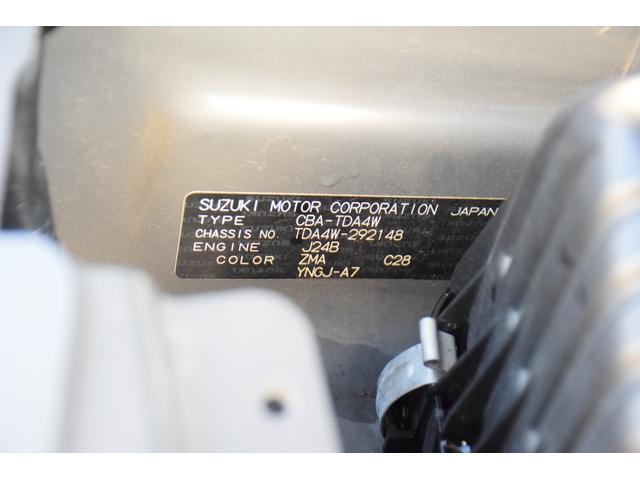 SUZUKI MOTOR CORPORATION JAPAN
TYPE CBA-TDA4W
CHASSIS NO. TDA4W-292148
ENGINE J24B
COLOR ZMA C28
YNGJ-A7